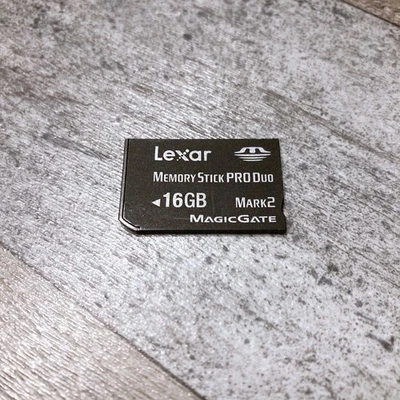 Lexar
MEMORY STICK PRO DUO
◄16GB MARK2
MAGICGATE